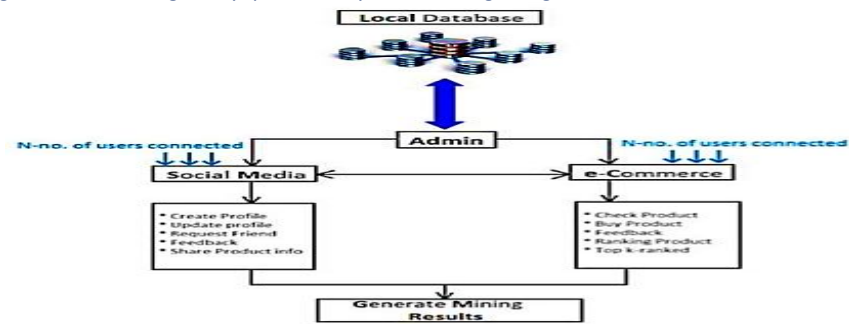 Local Database
Admin
N-no. of users connected
N-no. of users connected
Social Media
e-Commerce
• Create Profile
• Update profile
• Request Friend
• Feedback
• Share Product info
• Check Product
• Buy Product
• Feedback
• Ranking Product
• Top k-ranked
Generate Mining
Results